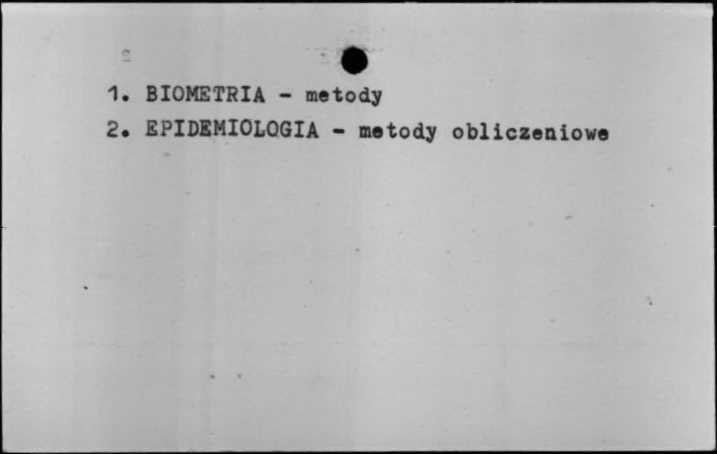 1. BIOMETRIA - metody
2. EPIDEMIOLOGIA - metody obliczeniowe